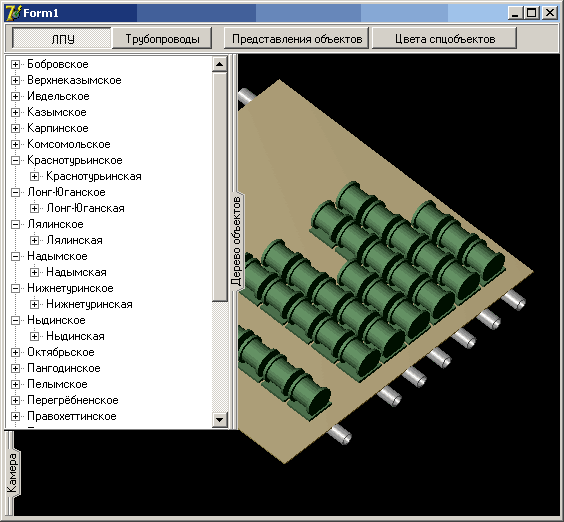 Form1
ЛПУ
Трубопроводы
Представления объектов
Цвета спцобъектов
Бобровское
Верхнеказымское
Ивдельское
Казымское
Карпинское
Комсомольское
Краснотурьинское
Краснотурьинская
Лонг-Юганское
Лонг-Юганская
Лялинское
Лялинская
Надымское
Надымская
Нижнетуринское
Нижнетуринская
Ныдинское
Ныдинская
Октябрьское
Пангодинское
Пелымское
Перегрёбненское
Правохеттинское
Дерево объектов
Камера